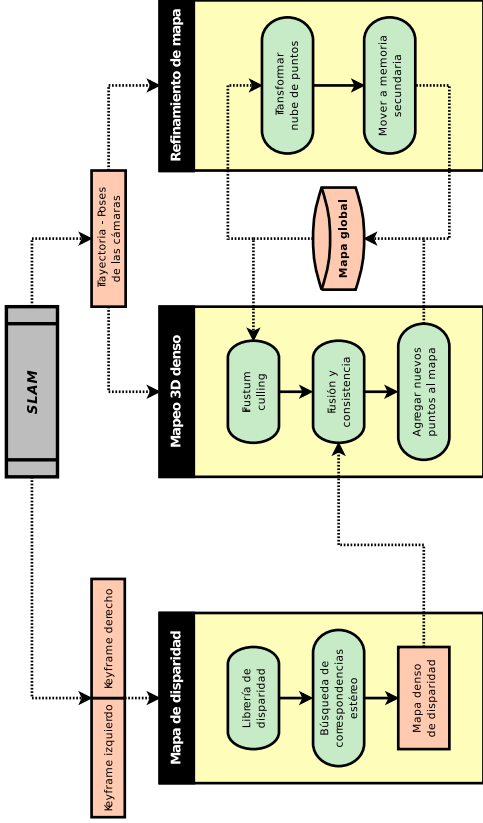 SLAM
Keyframe izquierdo
Keyframe derecho
Trayectoria - Poses
de las cámaras
Mapa de disparidad
Librería de
disparidad
Búsqueda de
correspondencias
estéreo
Mapa denso
de disparidad
Mapeo 3D denso
Frustum
culling
Fusión y
consistencia
Agregar nuevos
puntos al mapa
Mapa global
Refinamiento de mapa
Transformar
nube de puntos
Mover a memoria
secundaria